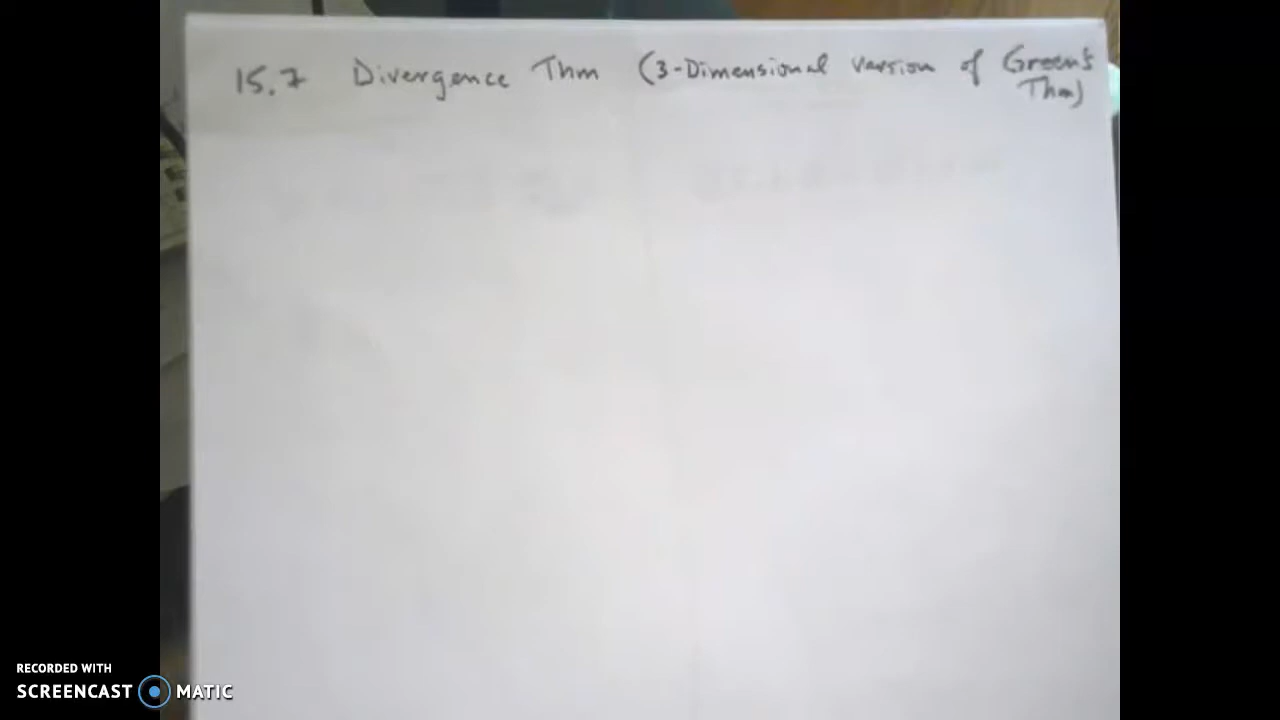 15.7 Divergence Thm (3-Dimensional version of Green's
Thm)
RECORDED WITH
SCREENCAST MATIC